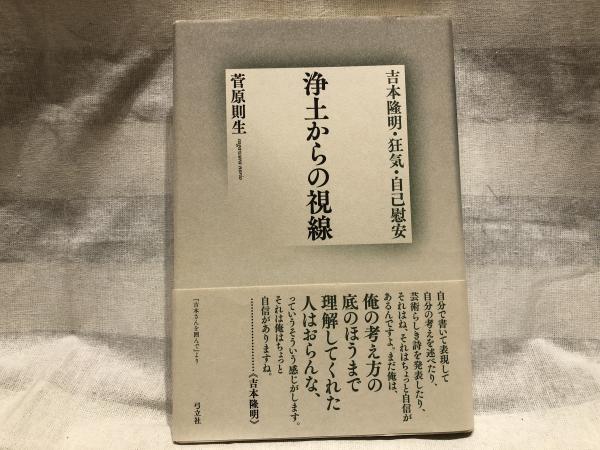 吉本隆明・狂気・自己慰安
浄土からの視線
菅原則生
sugawara norio
自分で書いて表現して
自分の考えを述べたり、
芸術らしき詩を発表したり、
それはね、それはちょっと自信が
あるんですよ。まだ俺は、
俺の考え方の
底のほうまで
理解してくれた
人はおらんな、
っていうそういう感じがします。
それは俺はちょっと
自信がありますね。
………………《吉本隆明》
（「吉本さんを囲んで」より
弓立社